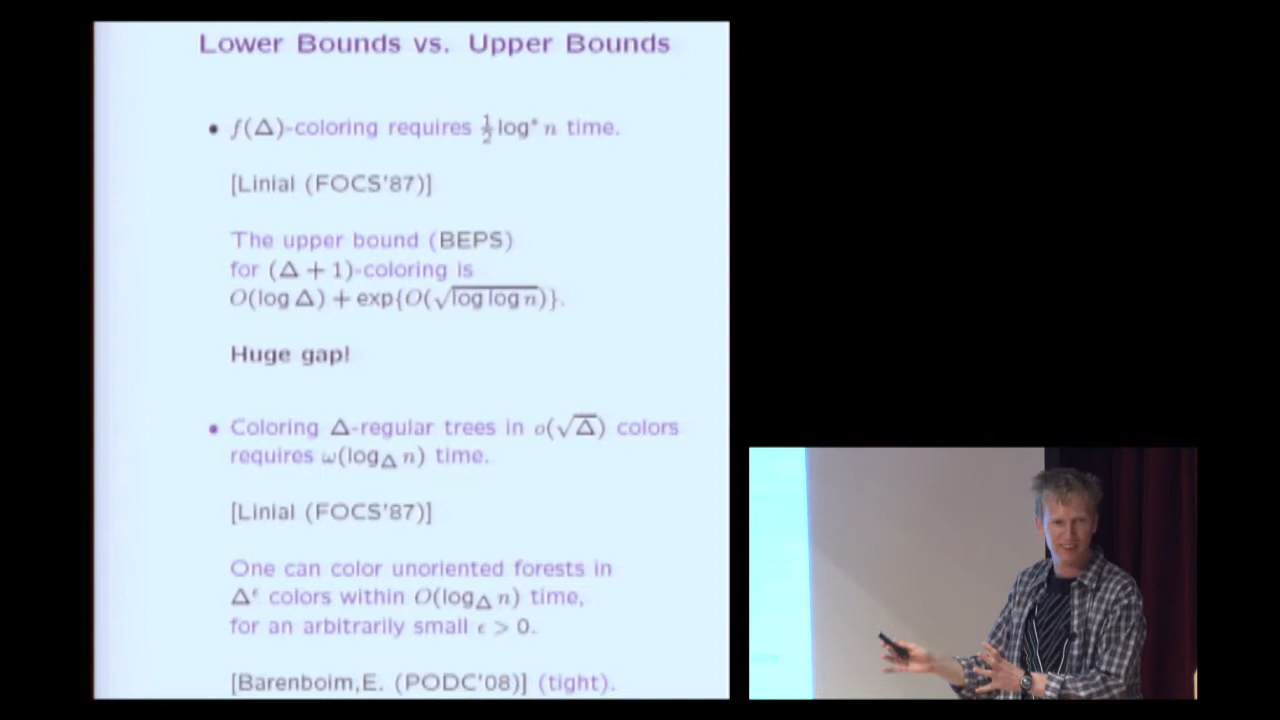 Lower Bounds vs. Upper Bounds
• f(Δ)-coloring requires ½ log* n time.
[Linial (FOCS'87)]
The upper bound (BEPS)
for (Δ + 1)-coloring is
O(log Δ) + exp{O(√log log n)}.
Huge gap!
• Coloring Δ-regular trees in o(√Δ) colors
requires ω(log_Δ n) time.
[Linial (FOCS'87)]
One can color unoriented forests in
Δ^ϵ colors within O(log_Δ n) time,
for an arbitrarily small ϵ > 0.
[Barenboim,E. (PODC'08)] (tight).